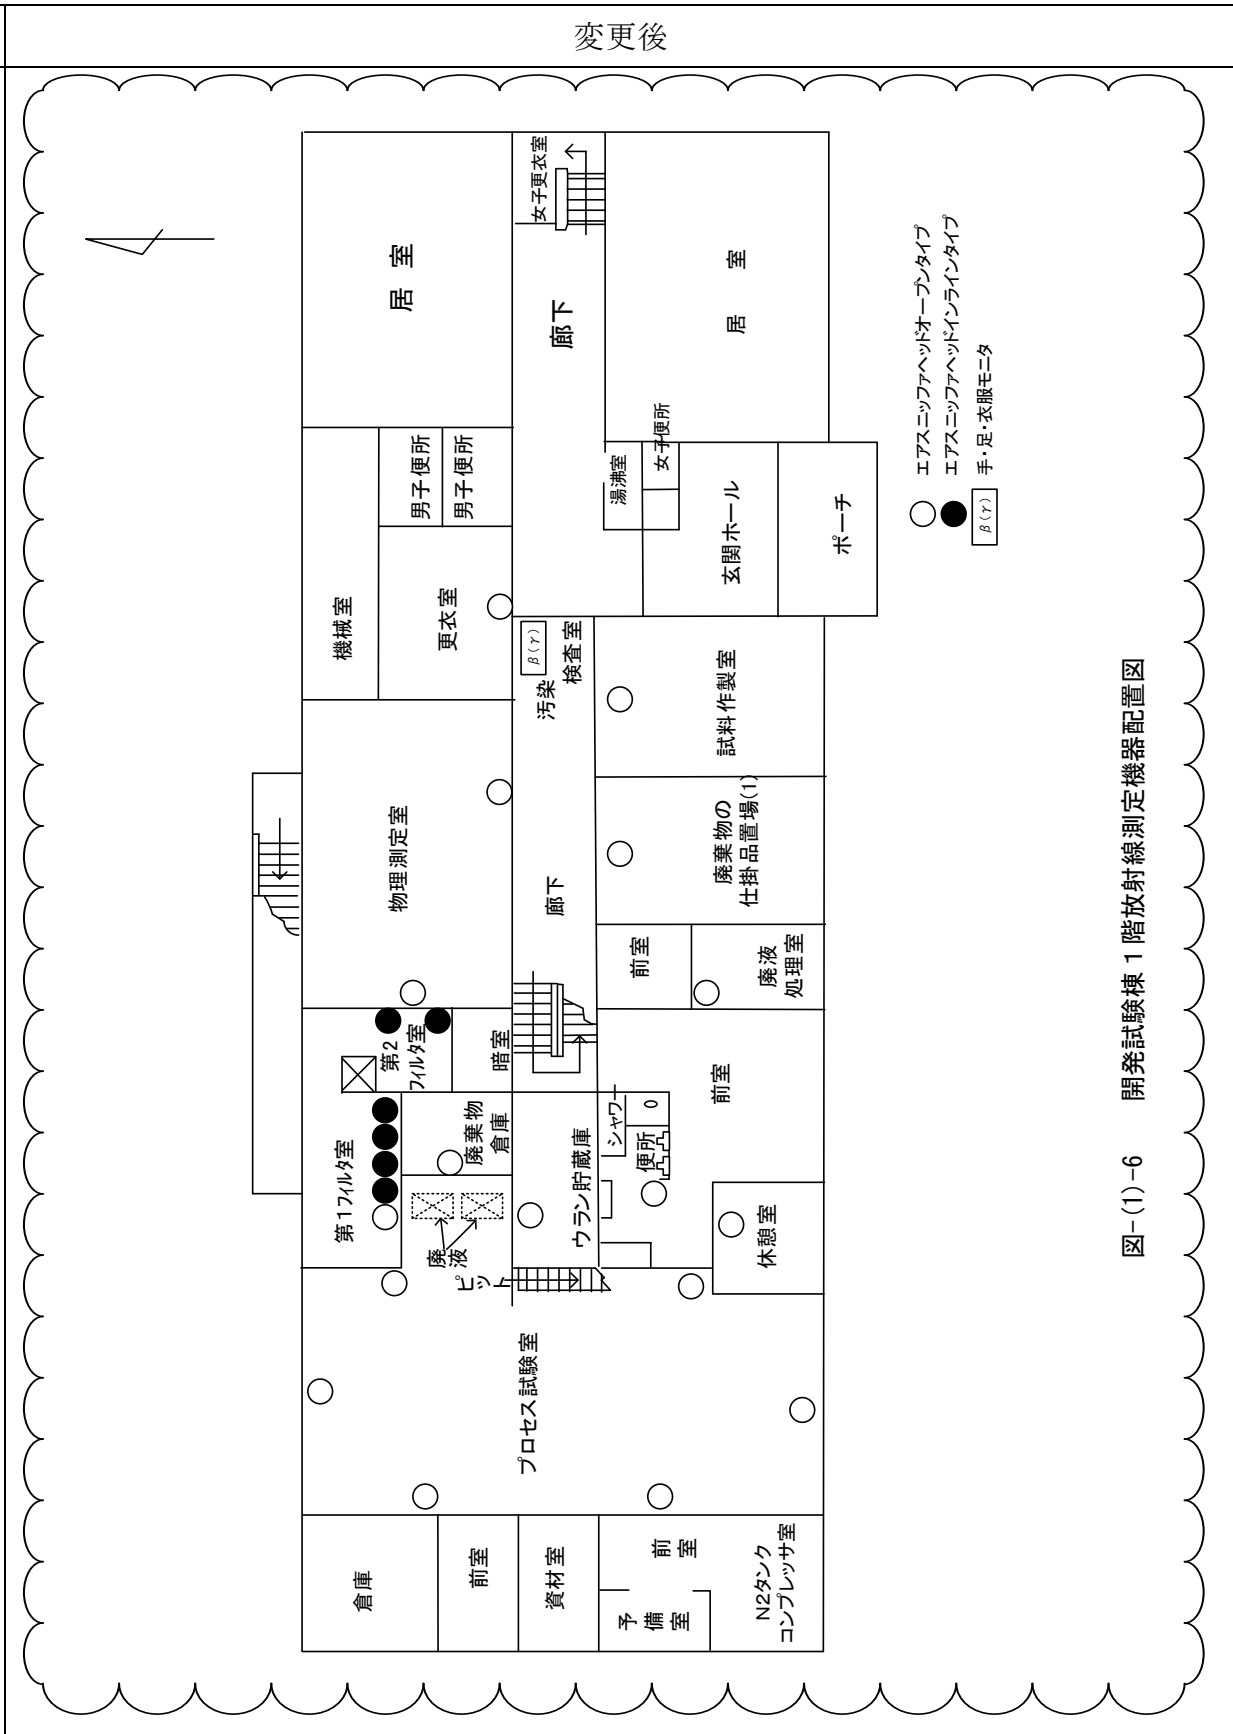 変更後
倉庫
前室
資材室
予備室
前室
N2タンク
コンプレッサ室
プロセス試験室
第1フィルタ室
廃液
ピット
廃棄物
倉庫
ウラン貯蔵庫
シャワー
便所
休憩室
前室
第2
フィルタ室
暗室
物理測定室
廊下
前室
廃液
処理室
廃棄物の
仕掛品置場(1)
試料作製室
機械室
更衣室
男子便所
男子便所
β(γ)
汚染
検査室
湯沸室
女子便所
玄関ホール
ポーチ
居室
廊下
女子更衣室
居室
エアスニッファヘッドオープンタイプ
エアスニッファヘッドインラインタイプ
β(γ) 手・足・衣服モニタ
図-(1)-6 開発試験棟1階放射線測定機器配置図